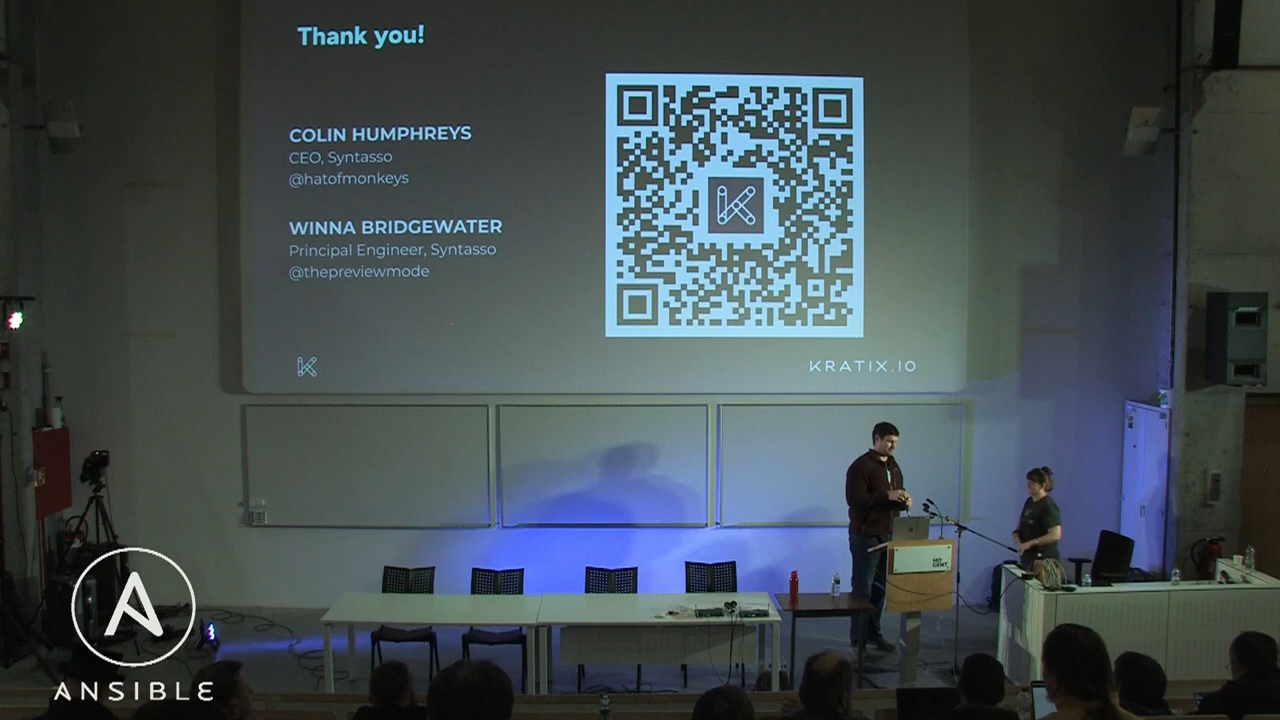 Thank you!
COLIN HUMPHREYS
CEO, Syntasso
@hatofmonkeys
WINNA BRIDGEWATER
Principal Engineer, Syntasso
@thepreviewmode
KRATIX.IO
HO
GENT
ANSIBLE